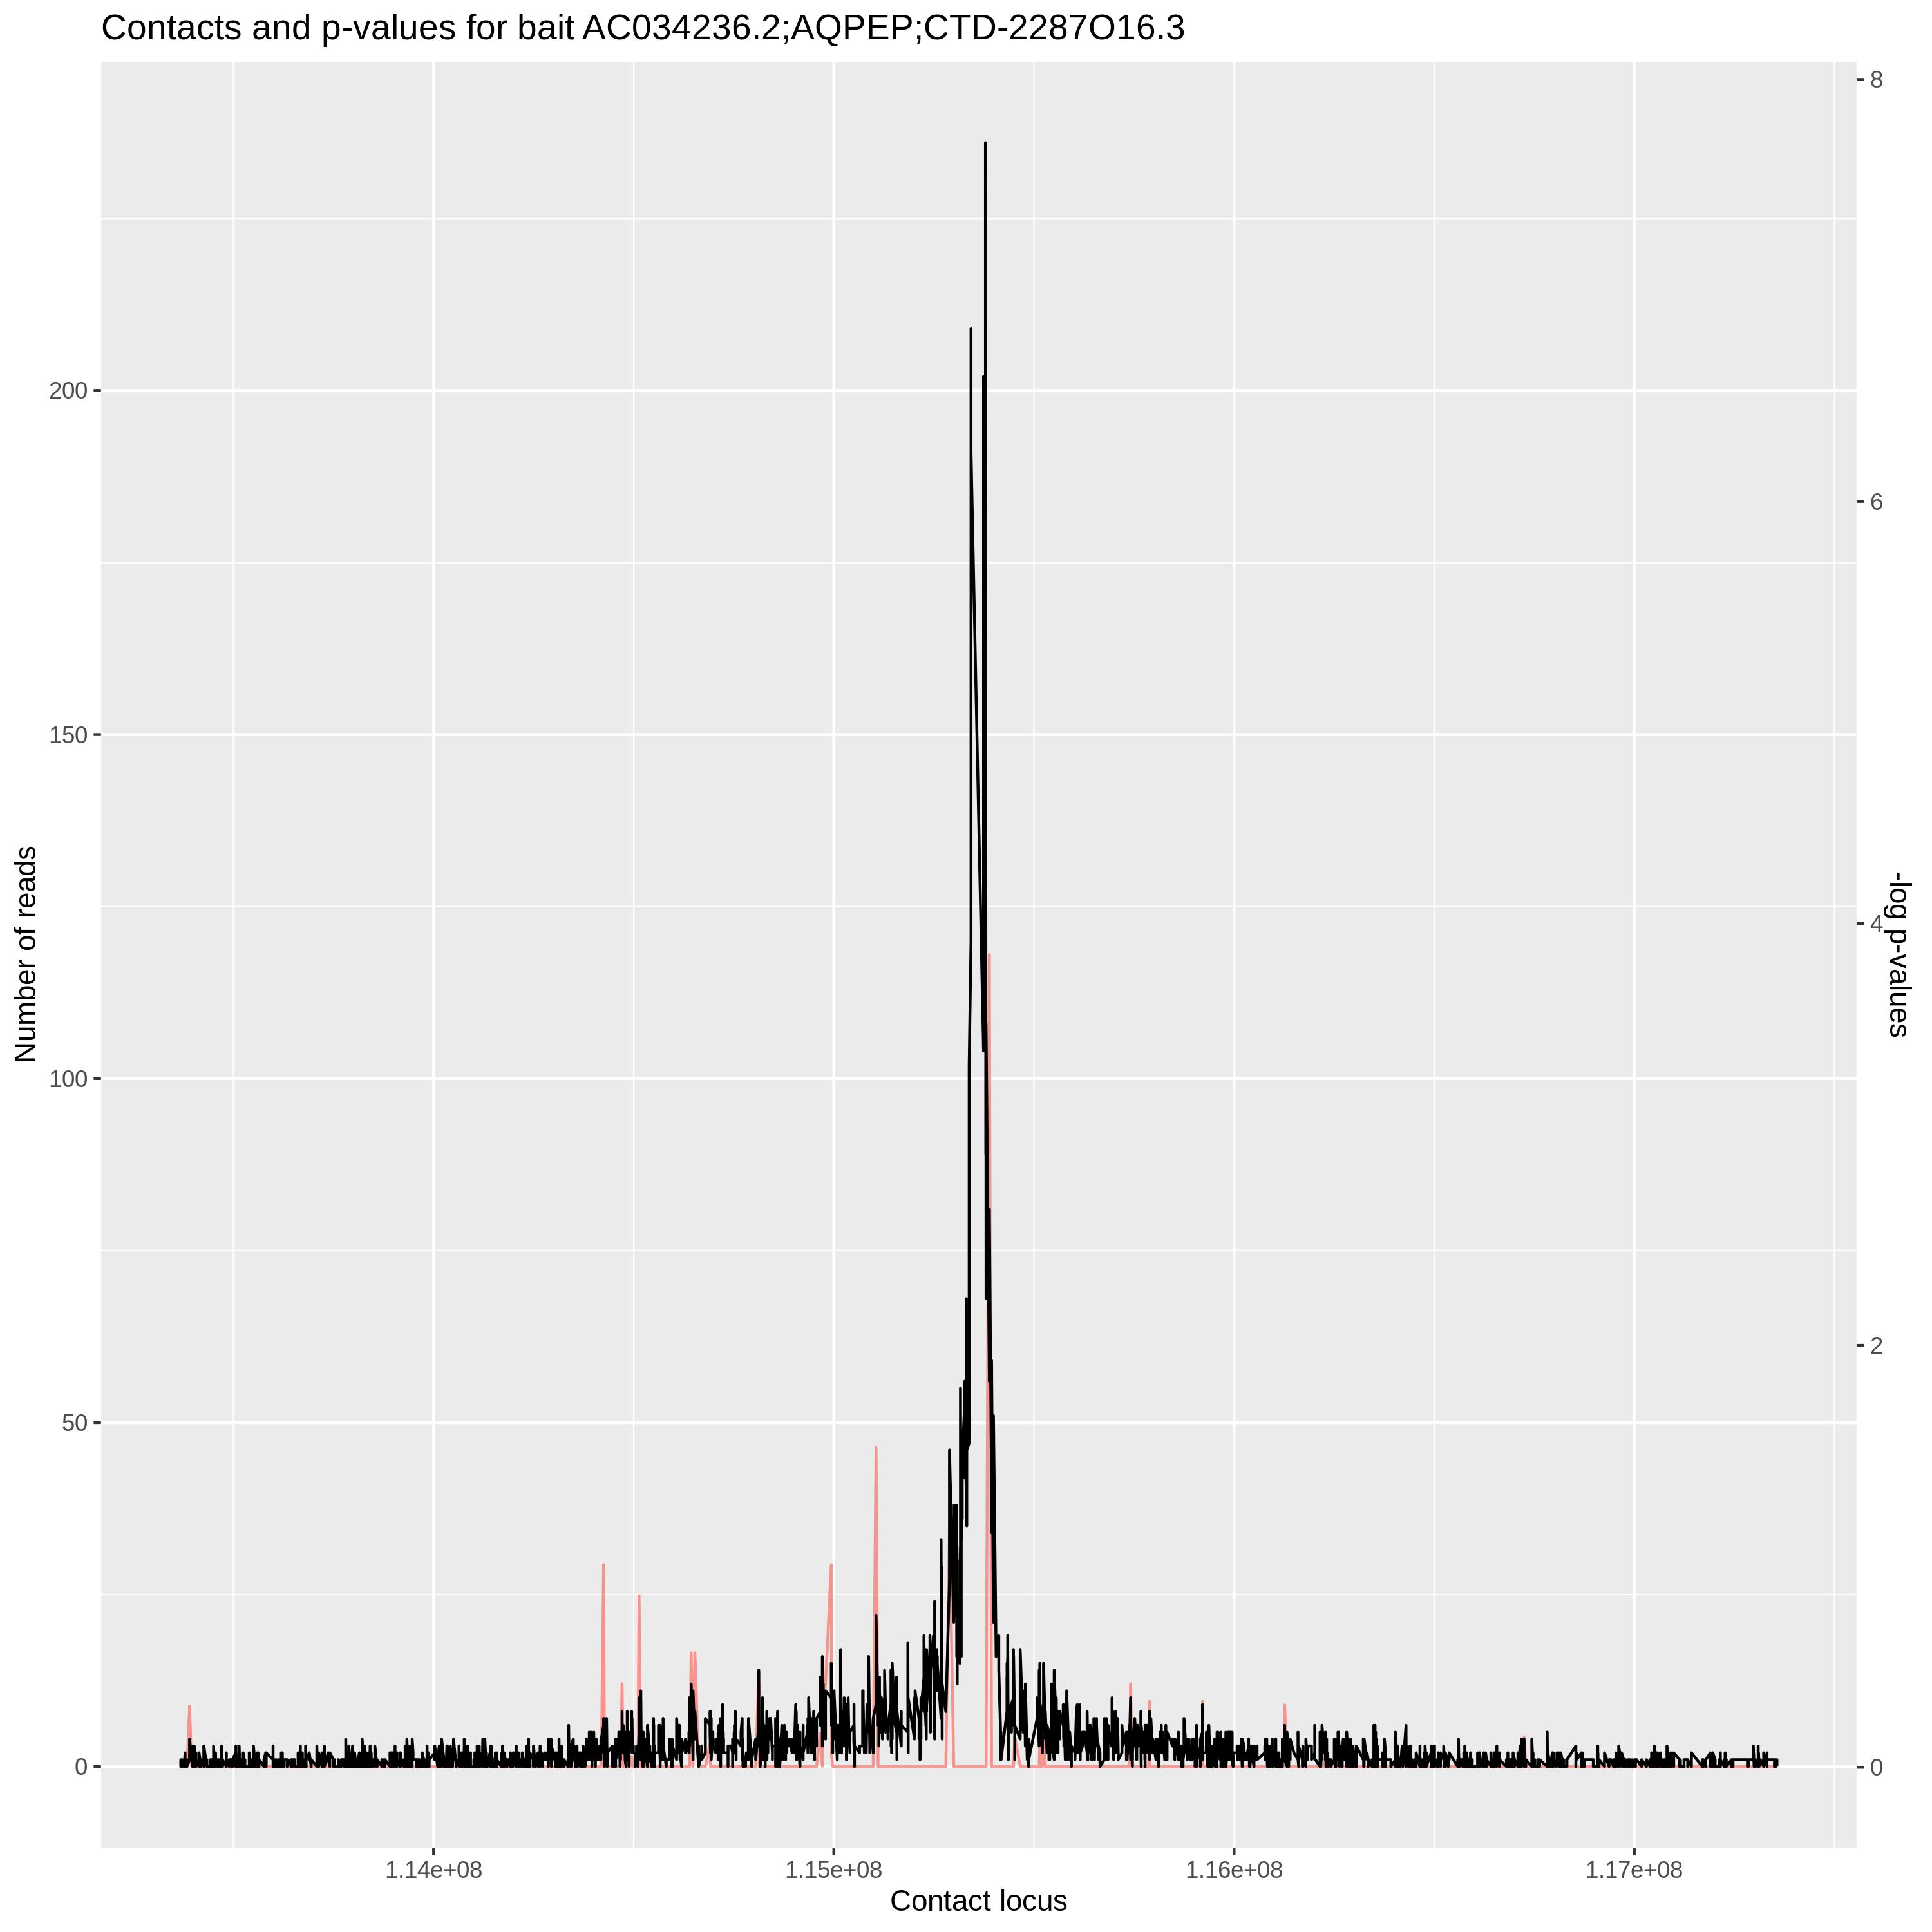 Contacts and p-values for bait AC034236.2;AQPEP;CTD-2287O16.3
Number of reads
200
150
100
50
0
8
6
4
2
0
-log p-values
1.14e+08 1.15e+08 1.16e+08 1.17e+08
Contact locus